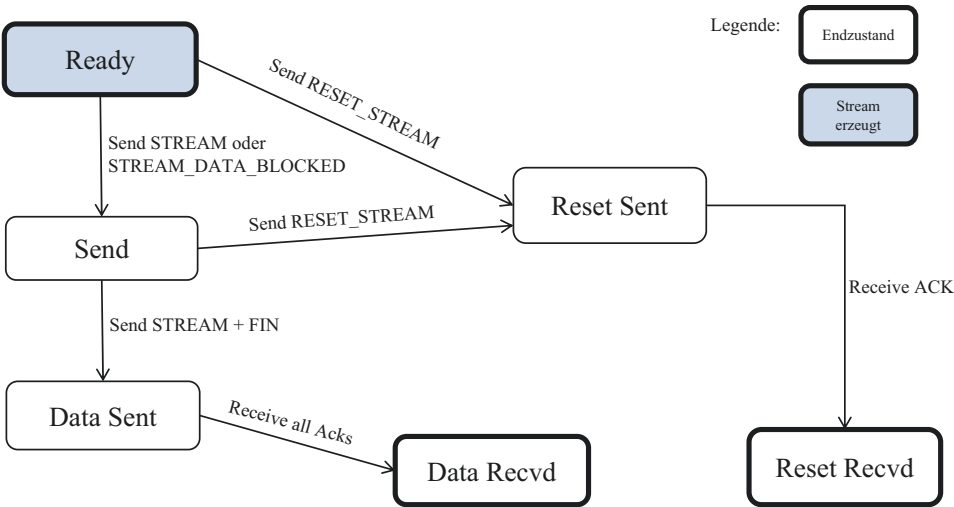 Legende:
Endzustand
Stream
erzeugt
Ready
Send RESET_STREAM
Send STREAM oder
STREAM_DATA_BLOCKED
Reset Sent
Send RESET_STREAM
Send
Receive ACK
Send STREAM + FIN
Data Sent
Receive all Acks
Data Recvd
Reset Recvd